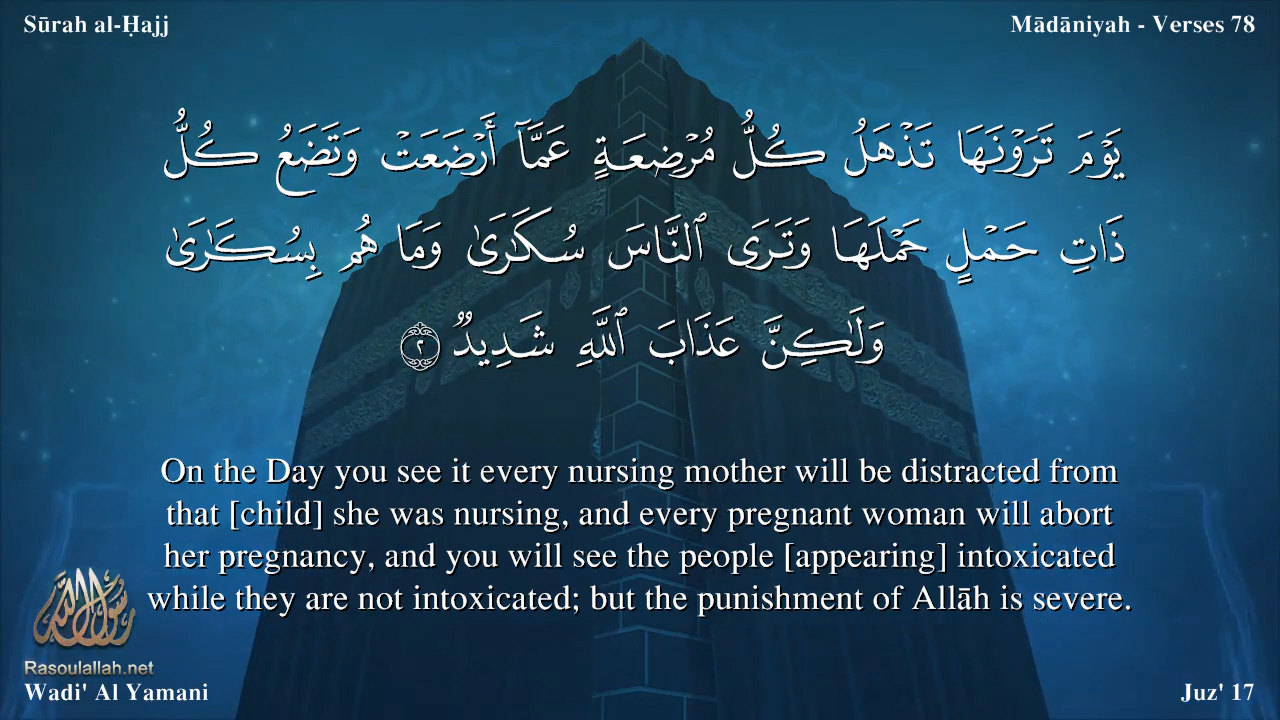 Sūrah al-Ḥajj
Mādāniyah - Verses 78
يَوْمَ تَرَوْنَهَا تَذْهَلُ كُلُّ مُرْضِعَةٍ عَمَّآ أَرْضَعَتْ وَتَضَعُ كُلُّ
ذَاتِ حَمْلٍ حَمْلَهَا وَتَرَى ٱلنَّاسَ سُكَٰرَىٰ وَمَا هُم بِسُكَٰرَىٰ
وَلَٰكِنَّ عَذَابَ ٱللَّهِ شَدِيدٌ ٢
On the Day you see it every nursing mother will be distracted from
that [child] she was nursing, and every pregnant woman will abort
her pregnancy, and you will see the people [appearing] intoxicated
while they are not intoxicated; but the punishment of Allāh is severe.
رسول الله
Rasoulallah.net
Wadi' Al Yamani
Juz' 17